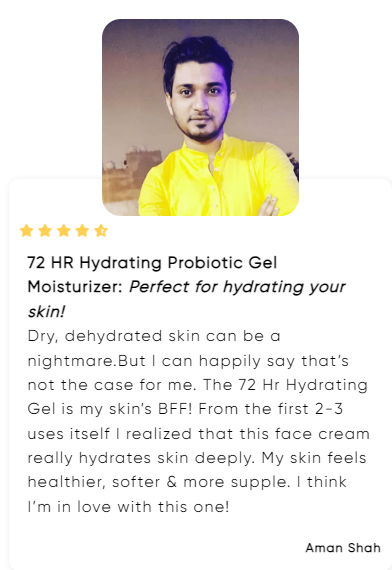 72 HR Hydrating Probiotic Gel
Moisturizer: Perfect for hydrating your
skin!
Dry, dehydrated skin can be a
nightmare.But I can happily say that's
not the case for me. The 72 Hr Hydrating
Gel is my skin's BFF! From the first 2-3
uses itself I realized that this face cream
really hydrates skin deeply. My skin feels
healthier, softer & more supple. I think
I'm in love with this one!
Aman Shah